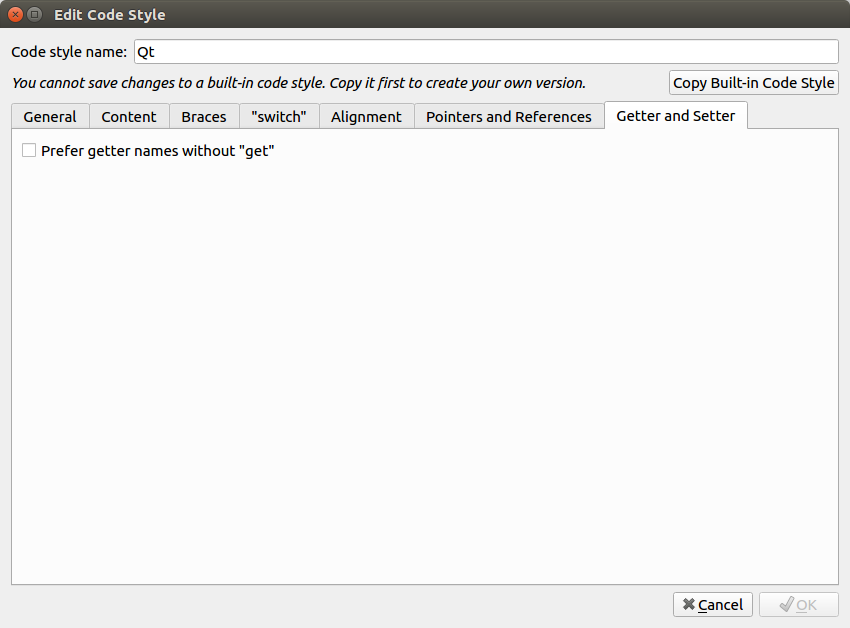 Edit Code Style
Code style name: Qt
You cannot save changes to a built-in code style. Copy it first to create your own version. Copy Built-in Code Style
General Content Braces "switch" Alignment Pointers and References Getter and Setter
Prefer getter names without "get"
Cancel OK